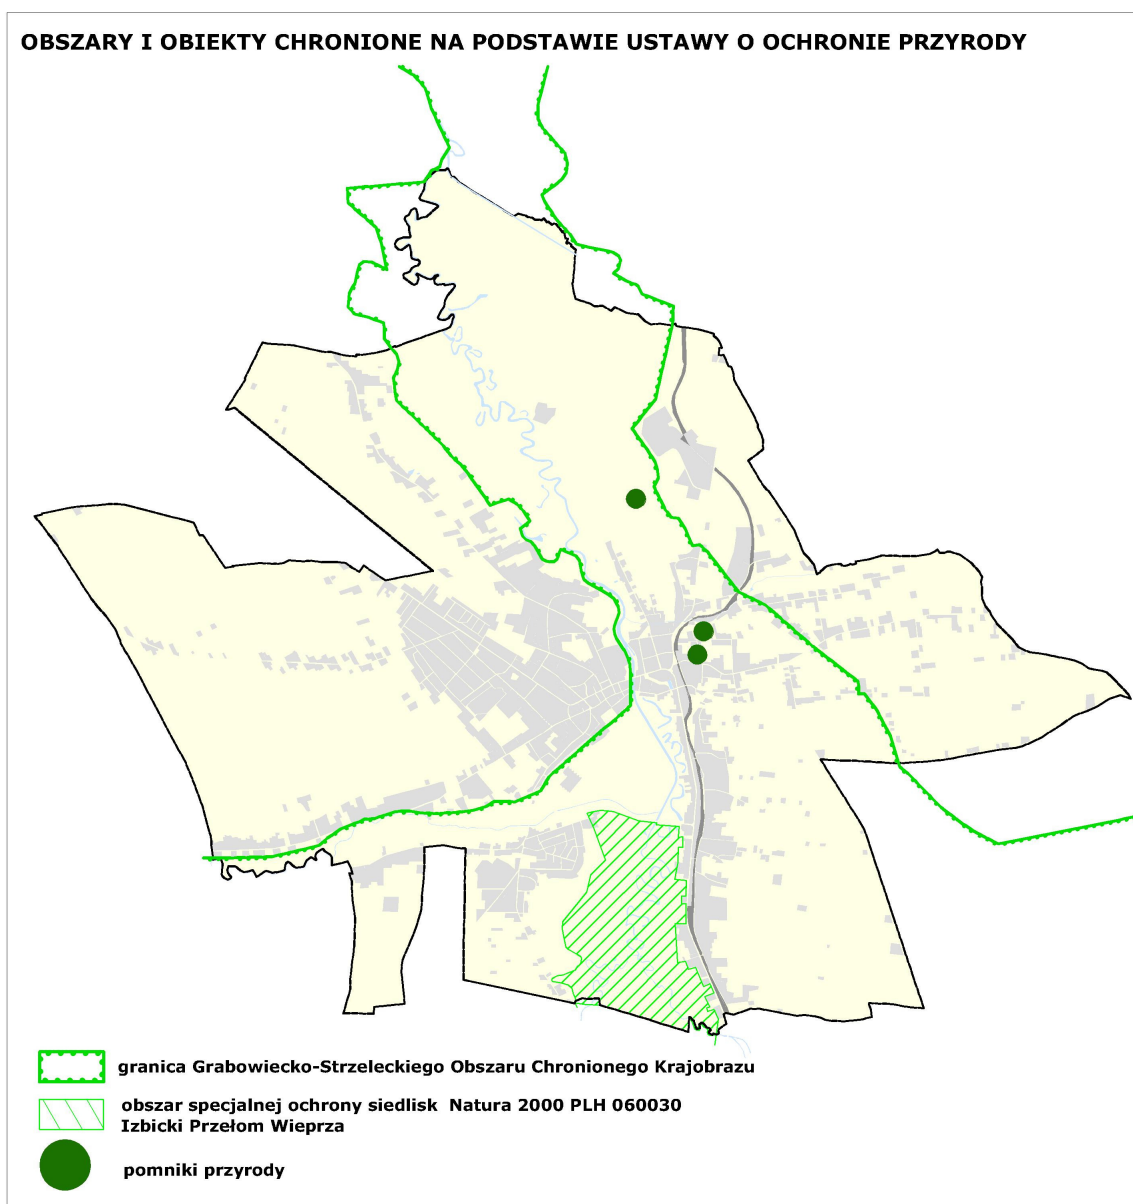 OBSZARY I OBIEKTY CHRONIONE NA PODSTAWIE USTAWY O OCHRONIE PRZYRODY
granica Grabowiecko-Strzeleckiego Obszaru Chronionego Krajobrazu
obszar specjalnej ochrony siedlisk Natura 2000 PLH 060030
Izbicki Przełom Wieprza
pomniki przyrody